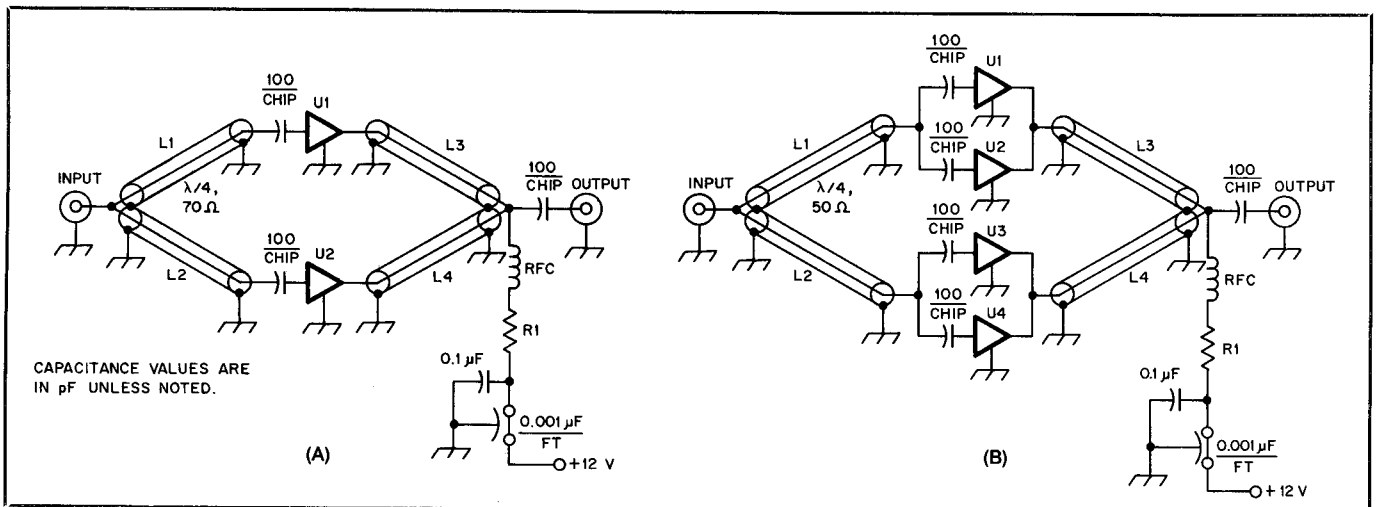 100
CHIP
U1
L1
L3
INPUT
λ/4,
70Ω
100
CHIP
OUTPUT
100
CHIP
U2
L2
L4
RFC
R1
CAPACITANCE VALUES ARE
IN pF UNLESS NOTED.
0.1 µF
0.001 µF
FT
+12 V
(A)
100
CHIP
U1
100
CHIP
U2
L1
L3
INPUT
λ/4,
50Ω
100
CHIP
OUTPUT
100
CHIP
U3
100
CHIP
U4
L2
L4
RFC
R1
0.1 µF
0.001 µF
FT
+12 V
(B)